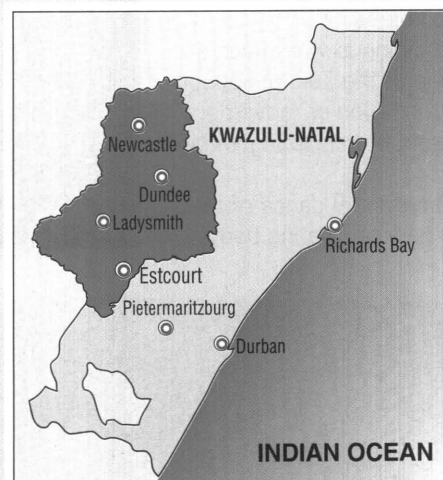 Newcastle
KWAZULU-NATAL
Dundee
Ladysmith
Richards Bay
Estcourt
Pietermaritzburg
Durban
INDIAN OCEAN